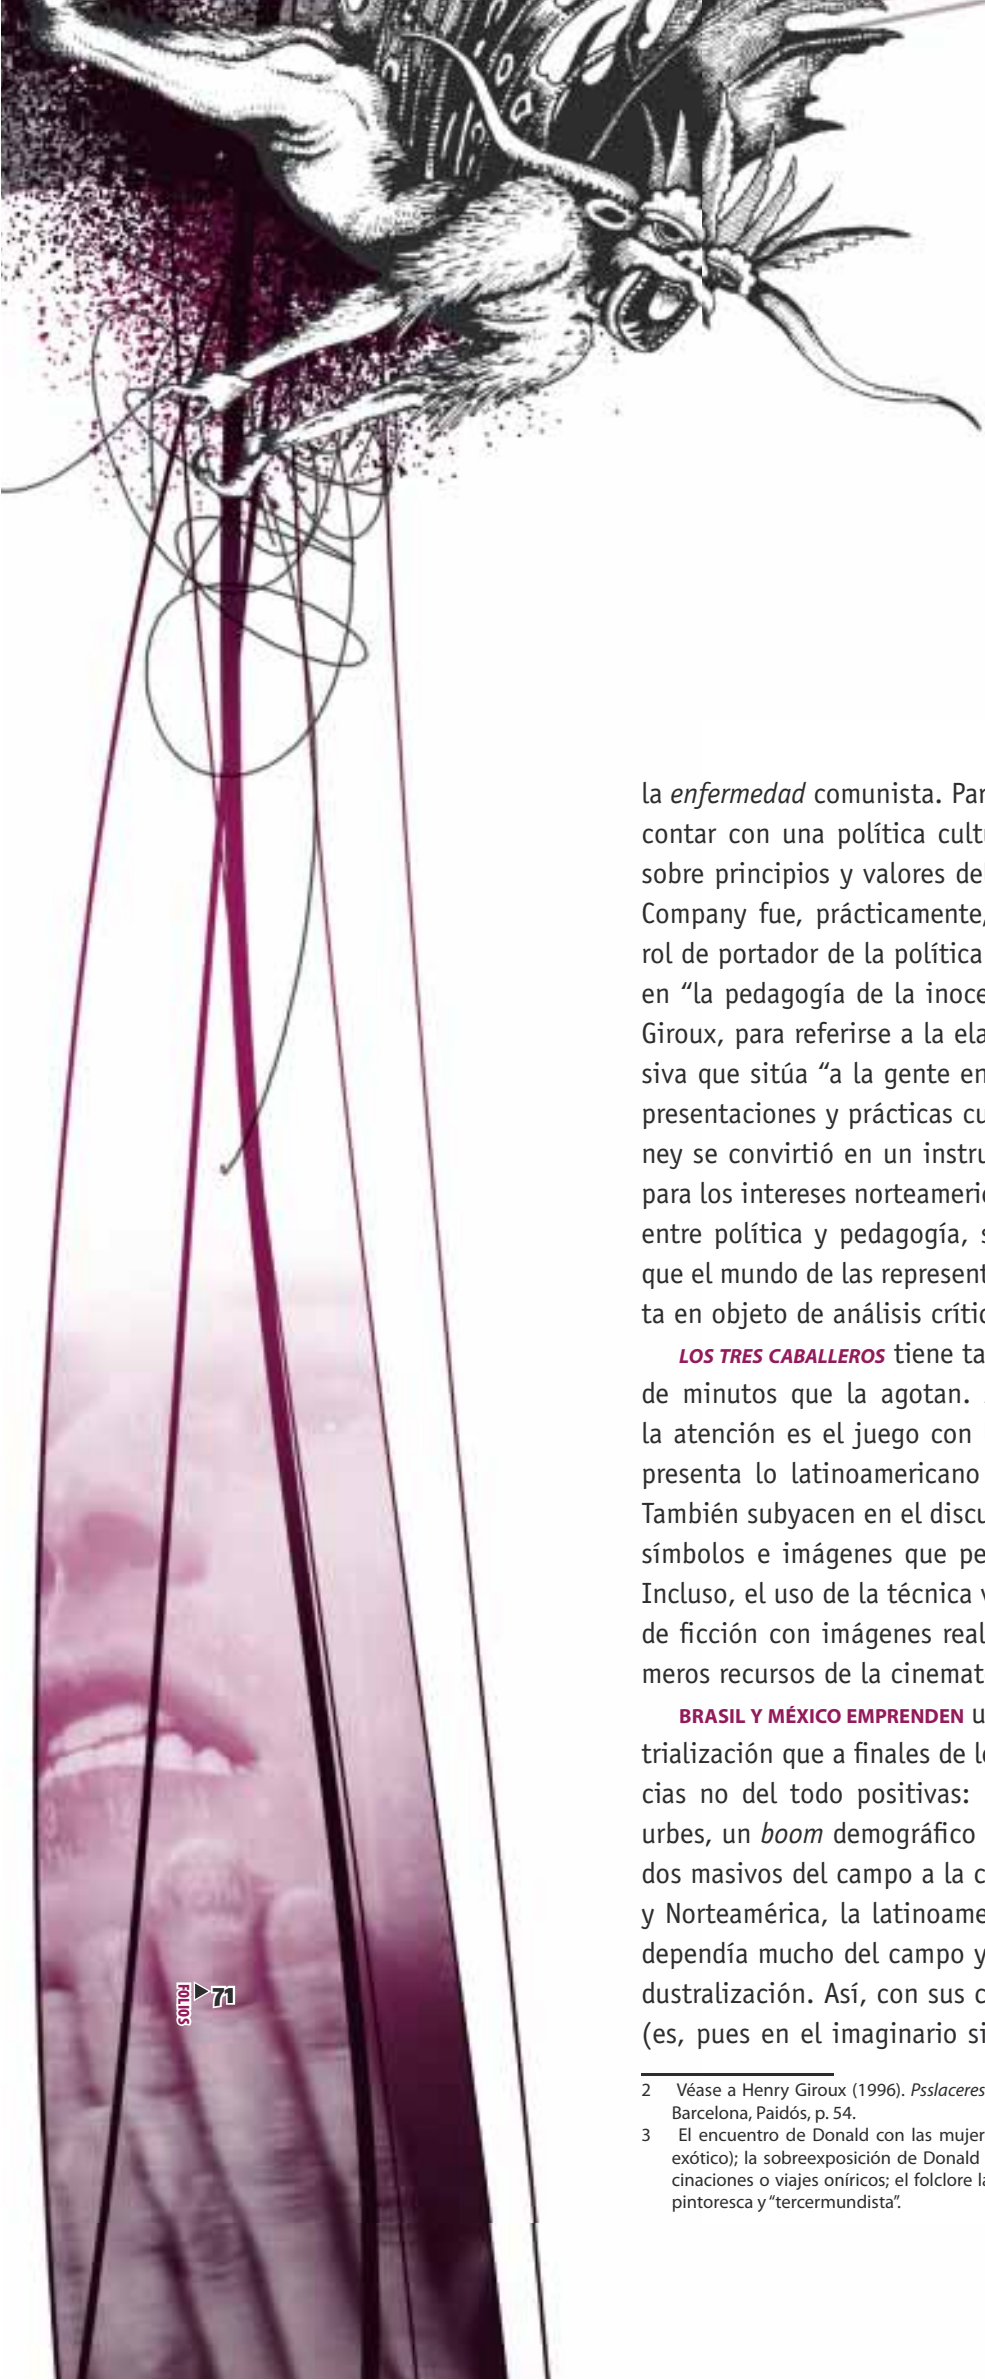 la enfermedad comunista. Par
contar con una política cult
sobre principios y valores del
Company fue, prácticamente,
rol de portador de la política
en “la pedagogía de la inoce
Giroux, para referirse a la ela
siva que sitúa “a la gente en
presentaciones y prácticas cu
ney se convirtió en un instru
para los intereses norteameri
entre política y pedagogía, s
que el mundo de las represent
ta en objeto de análisis crític
LOS TRES CABALLEROS tiene ta
de minutos que la agotan.
la atención es el juego con
presenta lo latinoamericano
También subyacen en el discu
símbolos e imágenes que pe
Incluso, el uso de la técnica v
de ficción con imágenes real
meros recursos de la cinemat
BRASIL Y MÉXICO EMPRENDEN u
trialización que a finales de l
cias no del todo positivas:
urbes, un boom demográfico
dos masivos del campo a la c
y Norteamérica, la latinoame
dependía mucho del campo y
dustralización. Así, con sus c
(es, pues en el imaginario si
2 Véase a Henry Giroux (1996). Psslaceres
Barcelona, Paidós, p. 54.
3 El encuentro de Donald con las mujer
exótico); la sobreexposición de Donald
cinaciones o viajes oníricos; el folclore la
pintoresca y “tercermundista”.
FOLIOS ▶71